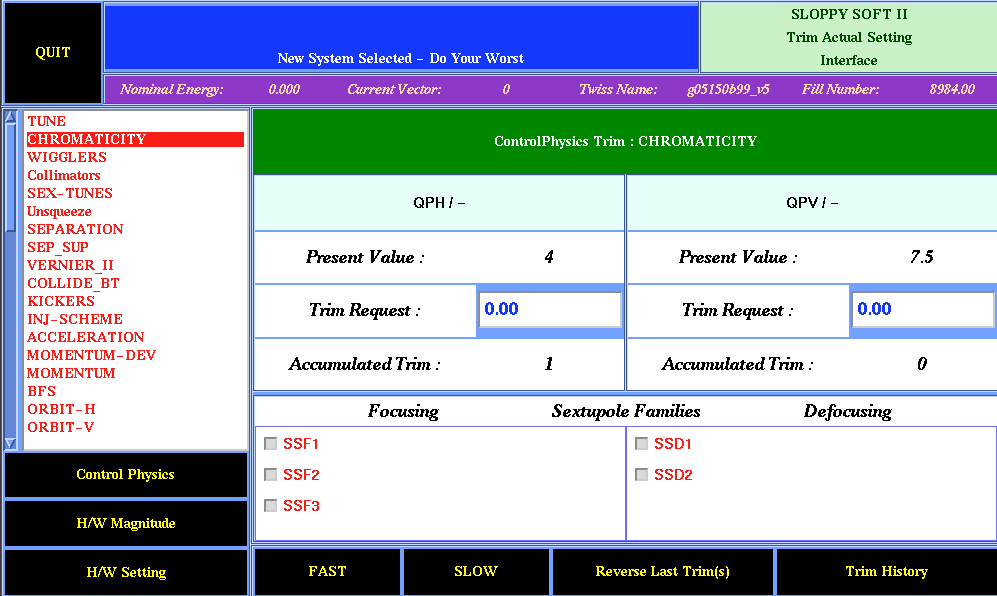 QUIT
New System Selected - Do Your Worst
SLOPPY SOFT II
Trim Actual Setting
Interface
Nominal Energy: 0.000 Current Vector: 0 Twiss Name: g05150b99_v5 Fill Number: 8984.00
TUNE
CHROMATICITY
WIGGLERS
Collimators
SEX-TUNES
Unsqueeze
SEPARATION
SEP_SUP
VERNIER_II
COLLIDE_BT
KICKERS
INJ-SCHEME
ACCELERATION
MOMENTUM-DEV
MOMENTUM
BFS
ORBIT-H
ORBIT-V
Control Physics
H/W Magnitude
H/W Setting
ControlPhysics Trim : CHROMATICITY
QPH / - QPV / -
Present Value : 4 Present Value : 7.5
Trim Request : 0.00 Trim Request : 0.00
Accumulated Trim : 1 Accumulated Trim : 0
Focusing Sextupole Families Defocusing
SSF1 SSD1
SSF2 SSD2
SSF3
FAST SLOW Reverse Last Trim(s) Trim History